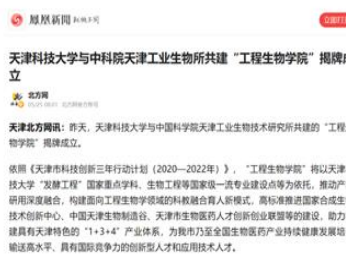 鳳凰新聞
立即打
天津科技大学与中科院天津工业生物所共建“工程生物学院”揭牌
立
北方网
天津北方网讯：昨天，天津科技大学与中国科学院天津工业生物技术研究所共建的“工程
物学院”揭牌成立。
依照《天津市科技创新三年行动计划（2020—2022年）》，“工程生物学院”将以天津
技大学“发酵工程”国家重点学科、生物工程等国家级一流专业建设点等为依托，推动产
研用深度融合，构建面向工程生物学领域的科教融合育人新模式，高标准推进国家合成生
技术创新中心、中国天津生物制造谷、天津市生物医药人才创新创业联盟等的建设，助力
建具有天津特色的“1+3+4”产业体系，为我市乃至全国生物医药产业持续健康发展培
输送高水平、具有国际竞争力的创新型人才和应用技术人才。